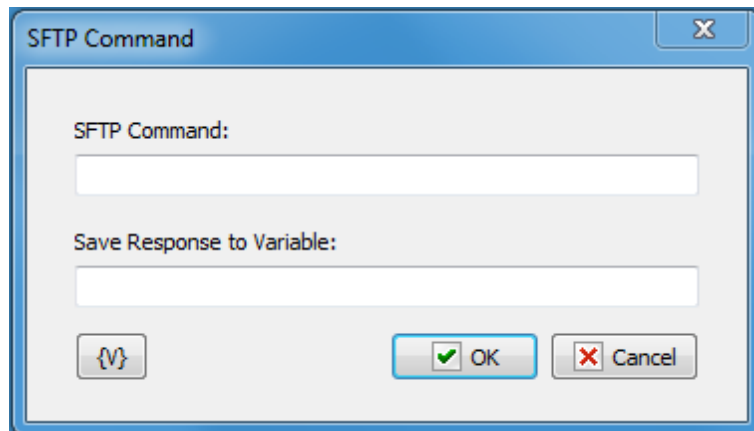 SFTP Command
SFTP Command:
Save Response to Variable:
{V} OK Cancel